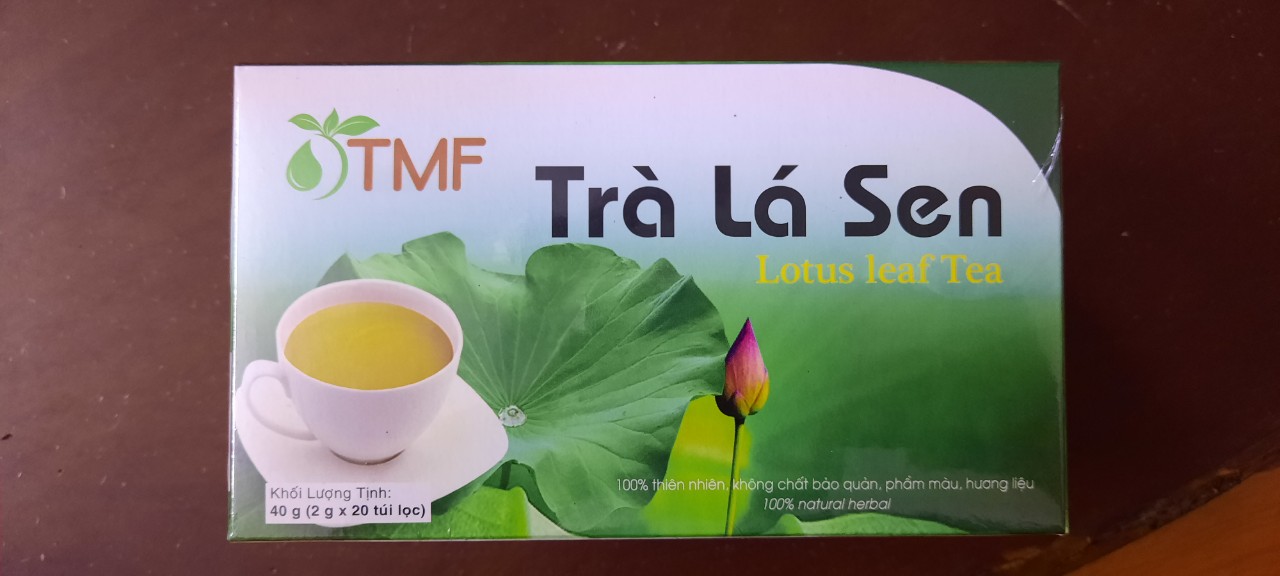 TMF
Trà Lá Sen
Lotus leaf Tea
100% thiên nhiên, không chất bảo quản, phẩm màu, hương liệu
100% natural herbal
Khối Lượng Tịnh:
40 g (2 g x 20 túi lọc)